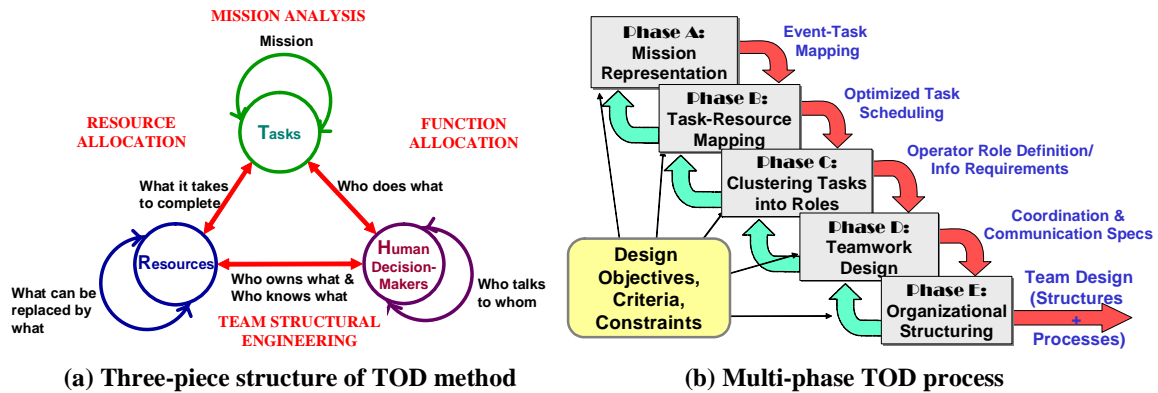 MISSION ANALYSIS
Mission
RESOURCE
ALLOCATION
FUNCTION
ALLOCATION
Tasks
What it takes
to complete
Who does what
Resources
Human
Decision-
Makers
Who owns what &
Who knows what
What can be
replaced by
what
Who talks
to whom
TEAM STRUCTURAL
ENGINEERING
(a) Three-piece structure of TOD method
Phase A:
Mission
Representation
Event-Task
Mapping
Phase B:
Task-Resource
Mapping
Optimized Task
Scheduling
Phase C:
Clustering Tasks
into Roles
Operator Role Definition/
Info Requirements
Phase D:
Teamwork
Design
Coordination &
Communication Specs
Design
Objectives,
Criteria,
Constraints
Phase E:
Organizational
Structuring
Team Design
(Structures
+
Processes)
(b) Multi-phase TOD process